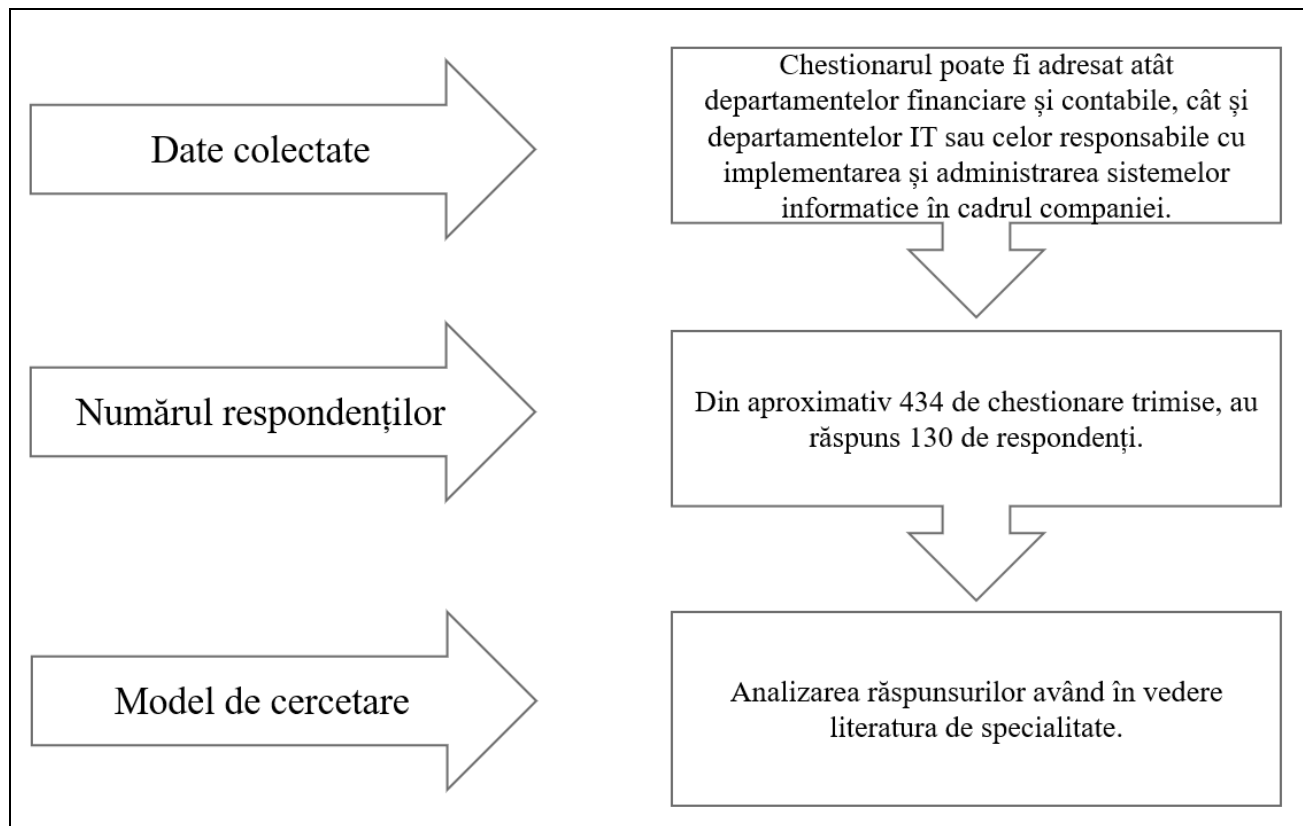 Date colectate
Chestionarul poate fi adresat atât
departamentelor financiare și contabile, cât și
departamentelor IT sau celor responsabile cu
implementarea și administrarea sistemelor
informatice în cadrul companiei.
Numărul respondenților
Din aproximativ 434 de chestionare trimise, au
răspuns 130 de respondenți.
Model de cercetare
Analizarea răspunsurilor având în vedere
literatura de specialitate.